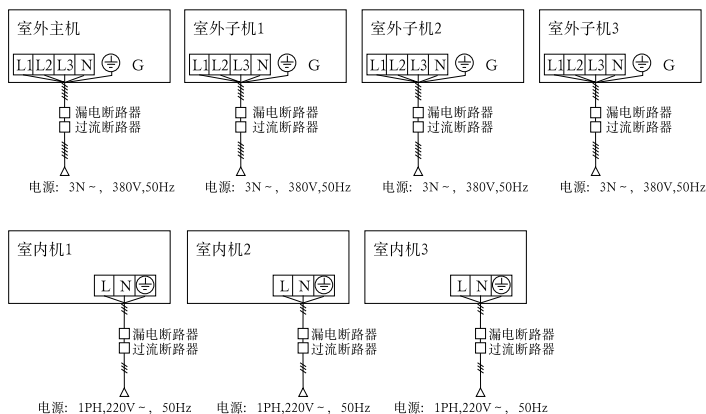 室外主机 室外子机1 室外子机2 室外子机3
L1 L2 L3 N G L1 L2 L3 N G L1 L2 L3 N G L1 L2 L3 N G
漏电断路器 漏电断路器 漏电断路器 漏电断路器
过流断路器 过流断路器 过流断路器 过流断路器
电源: 3N~, 380V,50Hz 电源: 3N~, 380V,50Hz 电源: 3N~, 380V,50Hz 电源: 3N~, 380V,50Hz
室内机1 室内机2 室内机3
L N L N L N
漏电断路器 漏电断路器 漏电断路器
过流断路器 过流断路器 过流断路器
电源: 1PH,220V~, 50Hz 电源: 1PH,220V~, 50Hz 电源: 1PH,220V~, 50Hz